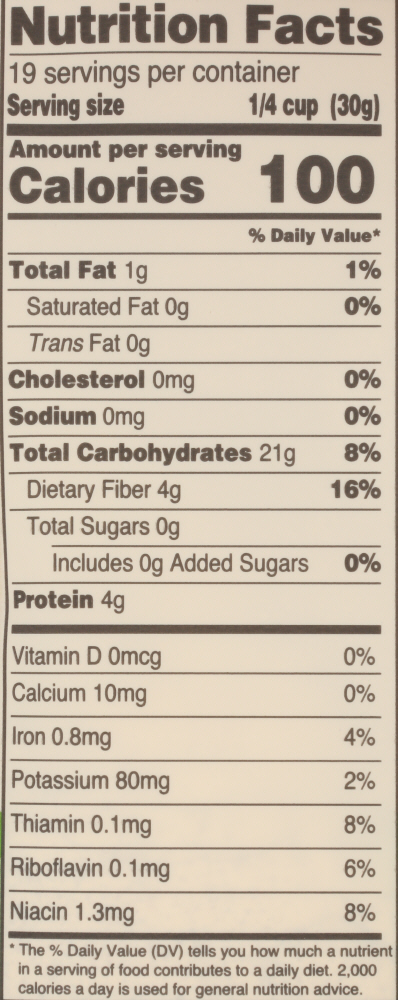 Nutrition Facts
19 servings per container
Serving size 1/4 cup (30g)
Amount per serving
Calories 100
% Daily Value*
Total Fat 1g 1%
Saturated Fat 0g 0%
Trans Fat 0g
Cholesterol 0mg 0%
Sodium 0mg 0%
Total Carbohydrates 21g 8%
Dietary Fiber 4g 16%
Total Sugars 0g
Includes 0g Added Sugars 0%
Protein 4g
Vitamin D 0mcg 0%
Calcium 10mg 0%
Iron 0.8mg 4%
Potassium 80mg 2%
Thiamin 0.1mg 8%
Riboflavin 0.1mg 6%
Niacin 1.3mg 8%
* The % Daily Value (DV) tells you how much a nutrient
in a serving of food contributes to a daily diet. 2,000
calories a day is used for general nutrition advice.